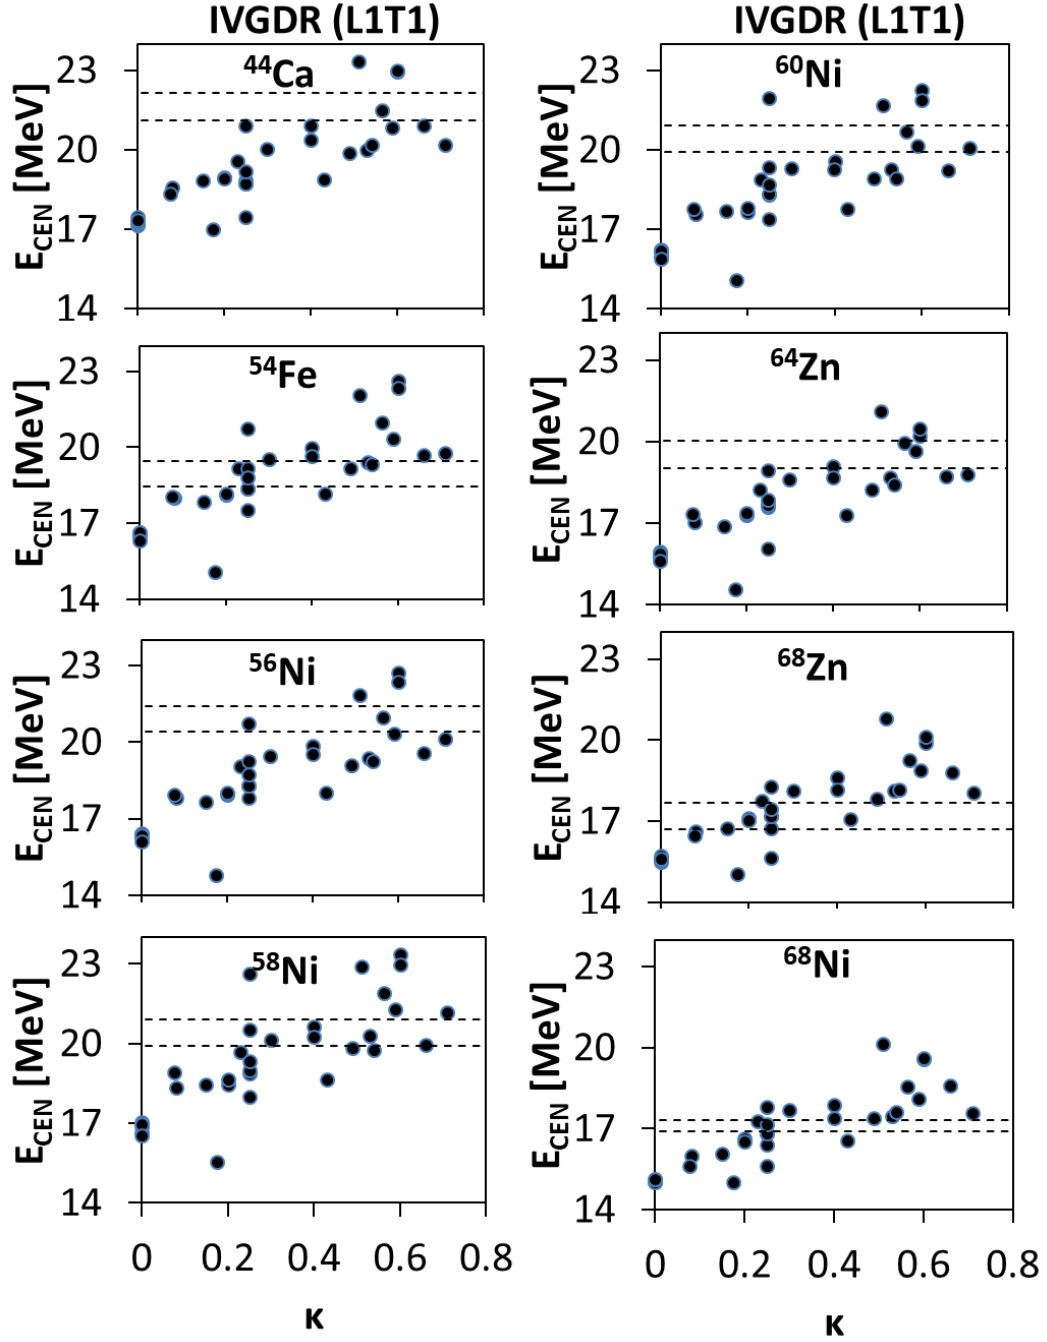 IVGDR (L1T1)
44Ca
ECEN [MeV]
23
20
17
14
54Fe
ECEN [MeV]
23
20
17
14
56Ni
ECEN [MeV]
23
20
17
14
58Ni
ECEN [MeV]
23
20
17
14
0 0.2 0.4 0.6 0.8
κ
IVGDR (L1T1)
60Ni
ECEN [MeV]
23
20
17
14
64Zn
ECEN [MeV]
23
20
17
14
68Zn
ECEN [MeV]
23
20
17
14
68Ni
ECEN [MeV]
23
20
17
14
0 0.2 0.4 0.6 0.8
κ